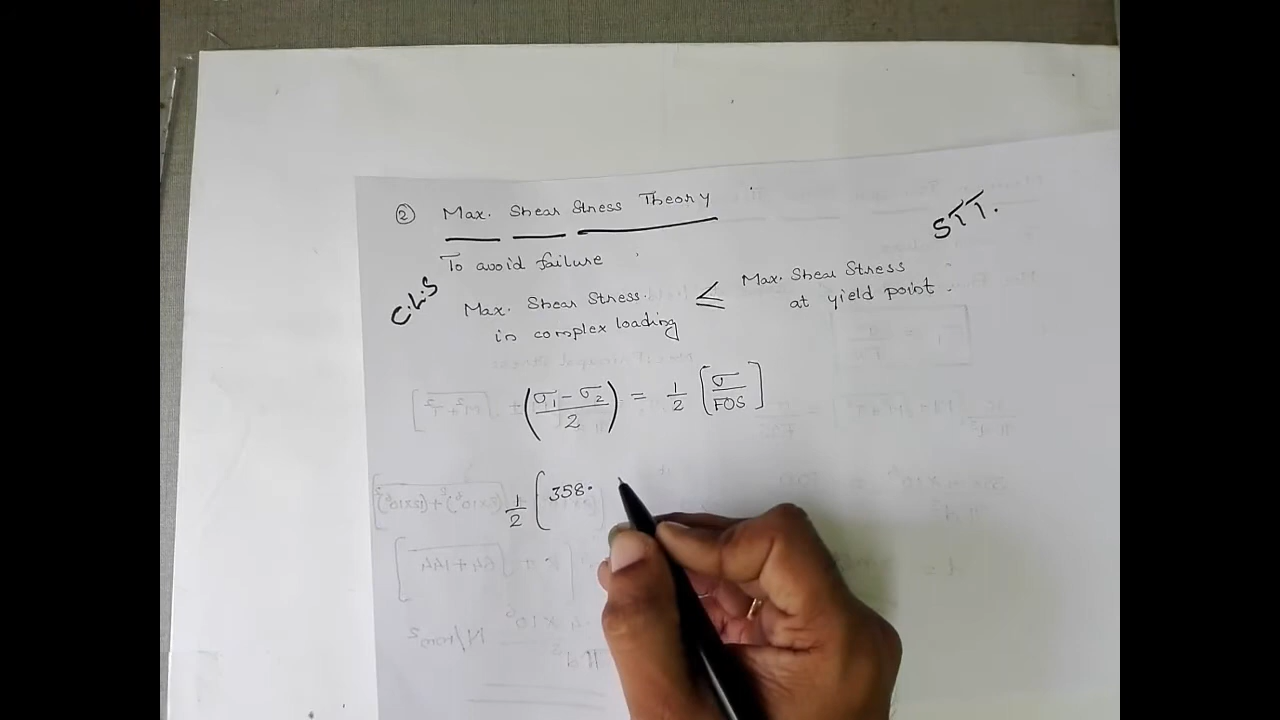 ② Max. Shear Stress Theory
STT.
To avoid failure
C.L.S
Max. Shear Stress. ≤ Max. Shear Stress
in complex loading at yield point.
(σ1 - σ2 / 2) = 1/2 [σ / FOS]
1/2 [358.